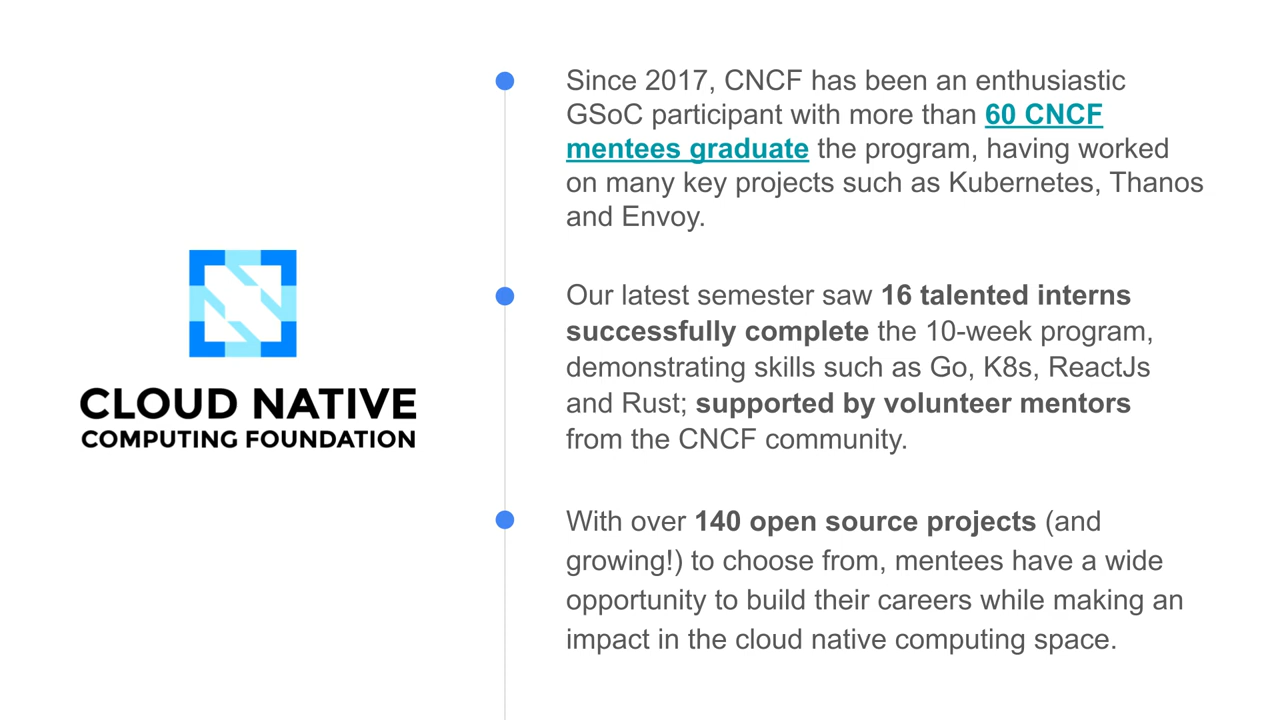 CLOUD NATIVE
COMPUTING FOUNDATION
Since 2017, CNCF has been an enthusiastic
GSoC participant with more than 60 CNCF
mentees graduate the program, having worked
on many key projects such as Kubernetes, Thanos
and Envoy.
Our latest semester saw 16 talented interns
successfully complete the 10-week program,
demonstrating skills such as Go, K8s, ReactJs
and Rust; supported by volunteer mentors
from the CNCF community.
With over 140 open source projects (and
growing!) to choose from, mentees have a wide
opportunity to build their careers while making an
impact in the cloud native computing space.